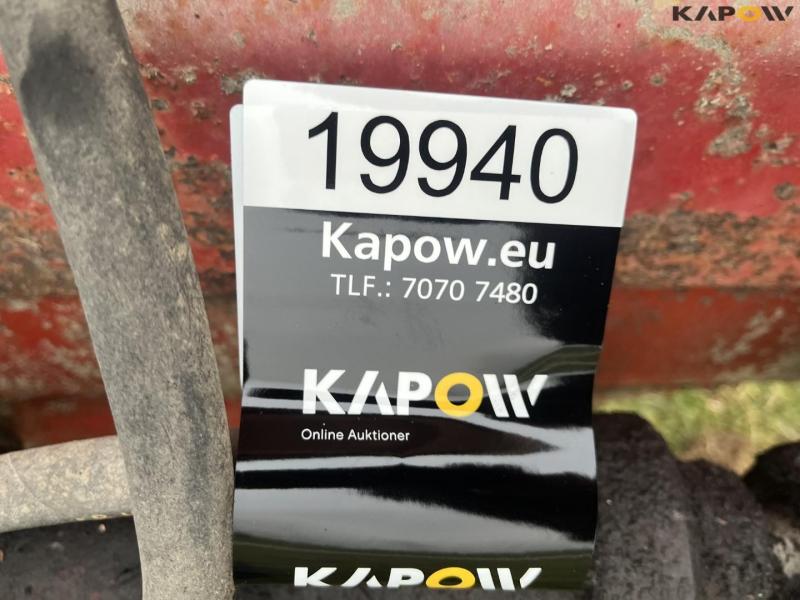 KAPOW
19940
Kapow.eu
TLF.: 7070 7480
KAPOW
Online Auktioner
KAPOW